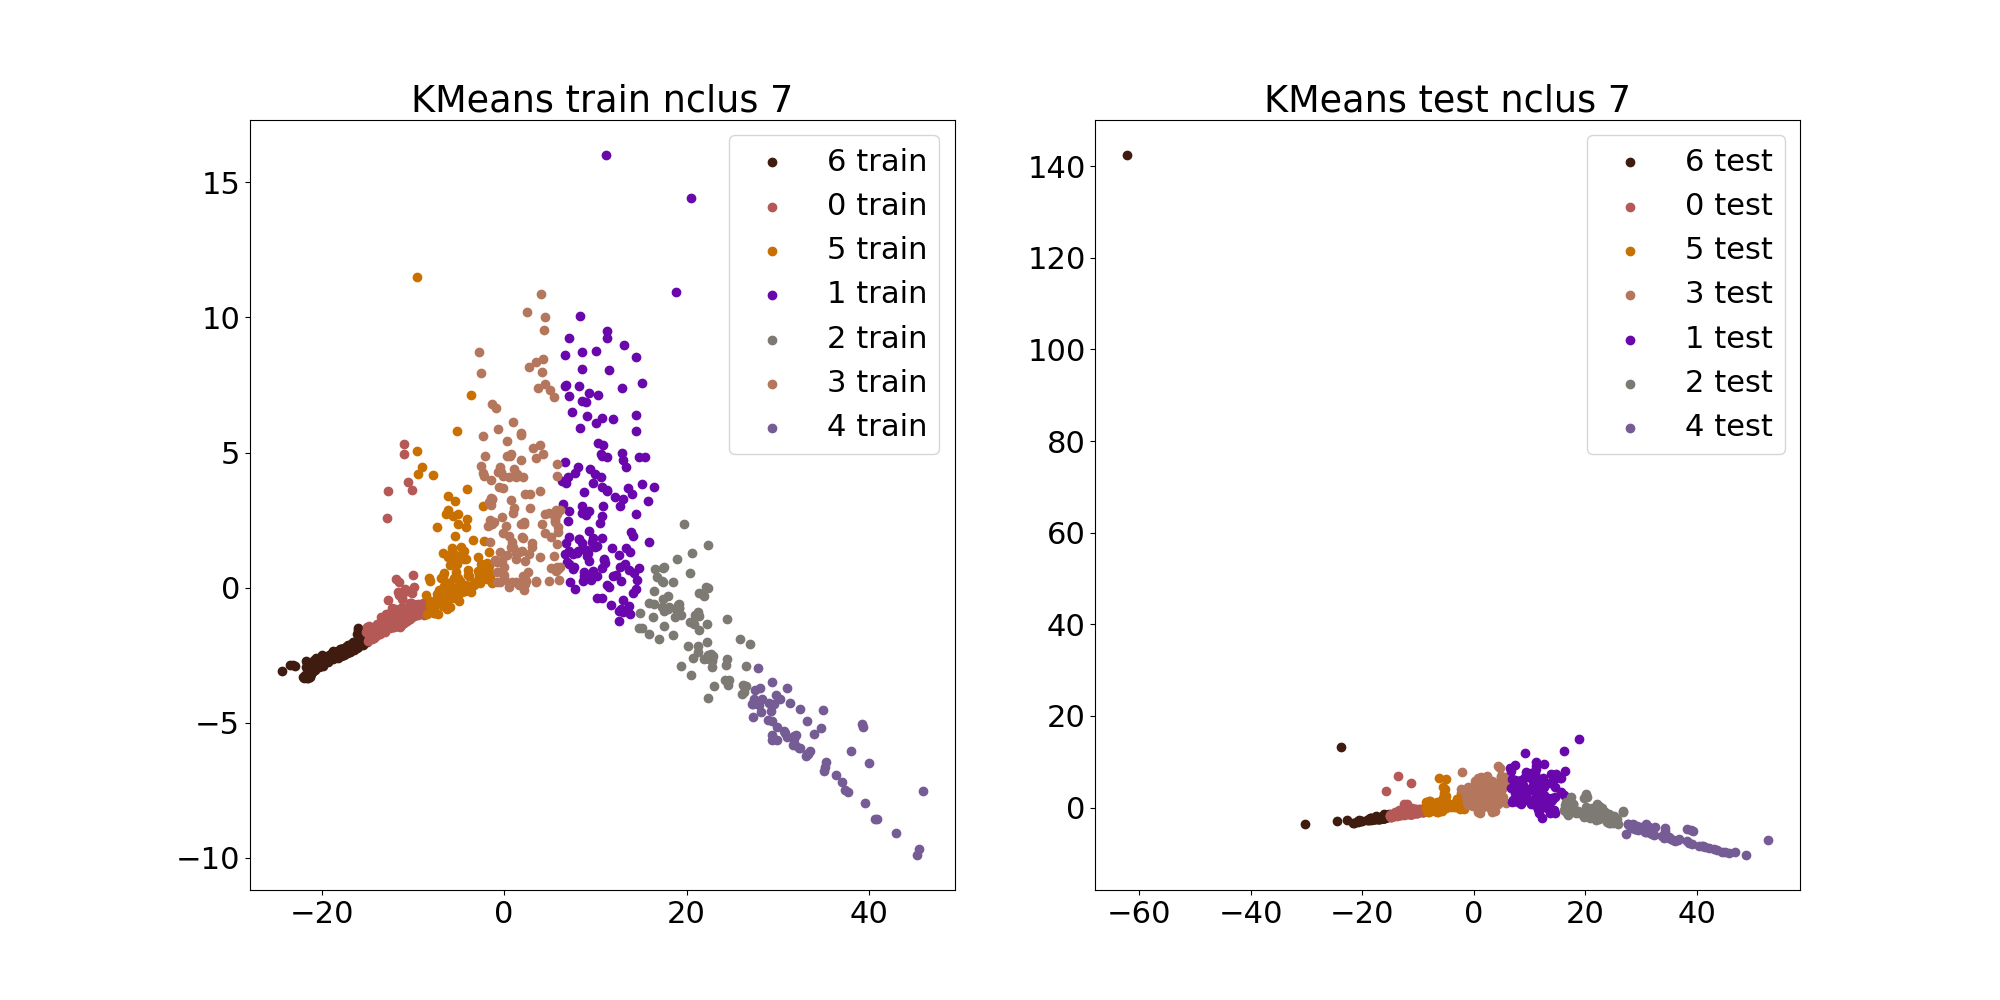 KMeans train nclus 7
15
10
5
0
−5
−10
−20
0
20
40
6 train
0 train
5 train
1 train
2 train
3 train
4 train
KMeans test nclus 7
140
120
100
80
60
40
20
0
−60
−40
−20
0
20
40
6 test
0 test
5 test
3 test
1 test
2 test
4 test